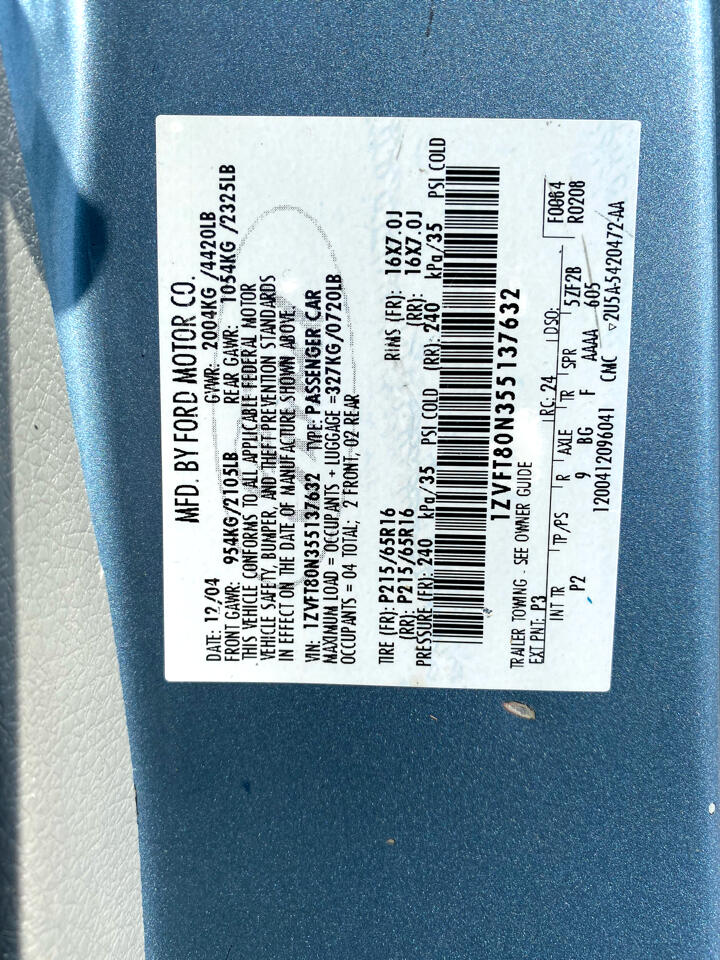 MFD. BY FORD MOTOR CO.
DATE: 12/04 GVWR: 2004KG /4420LB
FRONT GAWR: 954KG/2105LB REAR GAWR: 1054KG /2325LB
THIS VEHICLE CONFORMS TO ALL APPLICABLE FEDERAL MOTOR
VEHICLE SAFETY, BUMPER, AND THEFT PREVENTION STANDARDS
IN EFFECT ON THE DATE OF MANUFACTURE SHOWN ABOVE.
VIN: 1ZVFT80N355137632 TYPE: PASSENGER CAR
MAXIMUM LOAD = OCCUPANTS + LUGGAGE =327KG/0720LB
OCCUPANTS = 04 TOTAL; 2 FRONT, 02 REAR
TIRE (FR): P215/65R16 RIMS (FR): 16X7.0J
(RR): P215/65R16 (RR): 16X7.0J
PRESSURE (FR): 240 kPa/35 PSI COLD (RR): 240 kPa/35 PSI COLD
1ZVFT80N355137632
TRAILER TOWING - SEE OWNER GUIDE
EXT PNT: P3 RC: 24 DSO: F0064
R0208
INT TR TP/PS R AXLE TR SPR 5ZF2B
P2 9 BG F AAAA 605
1200412096041 CMC ▽2U5A-5420472-AA